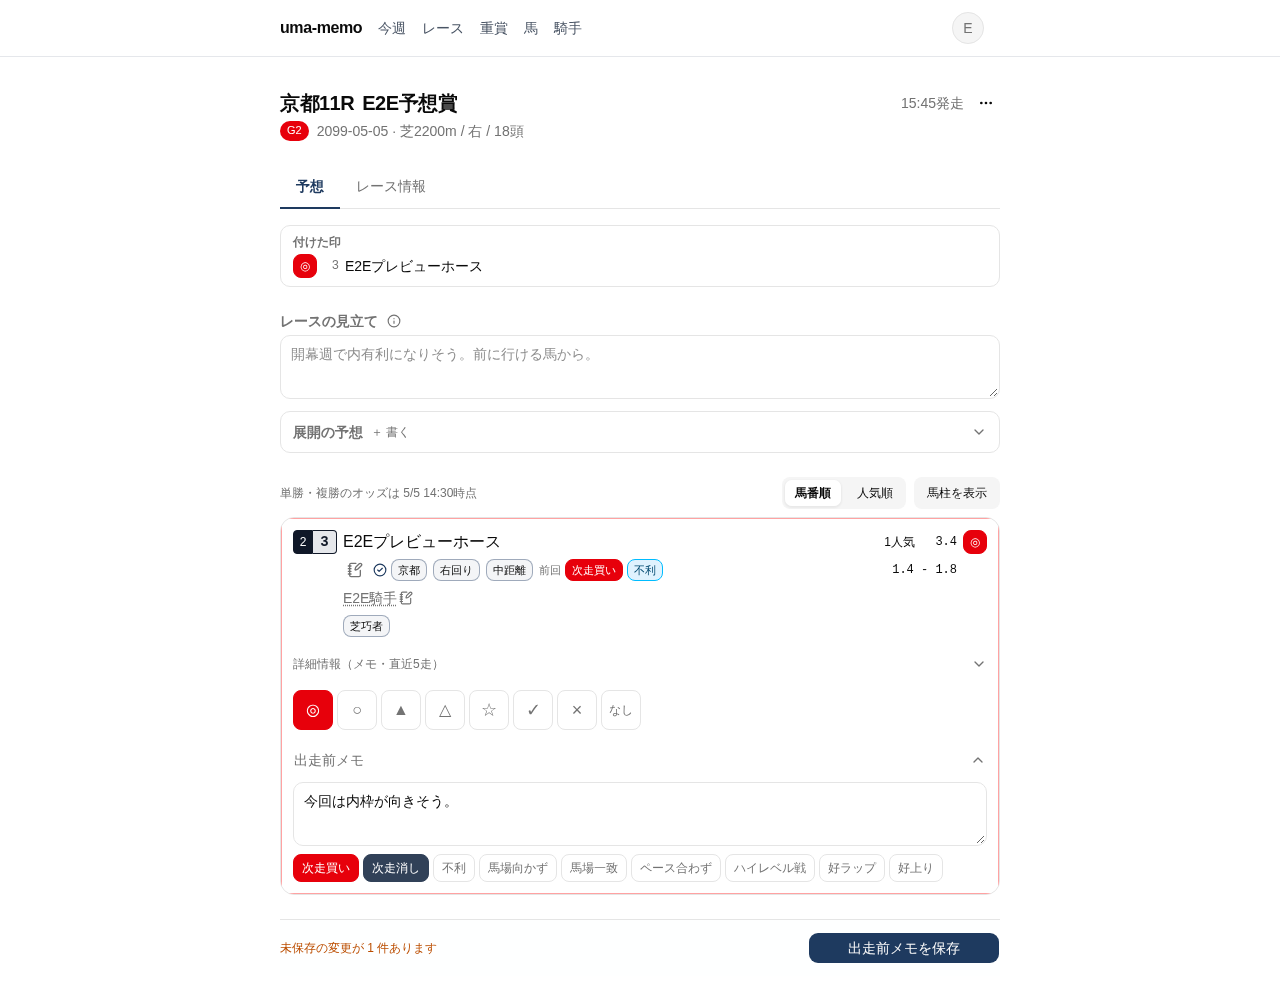 uma-memo 今週 レース 重賞 馬 騎手 E
京都11R E2E予想賞 15:45発走 ···
G2 2099-05-05 · 芝2200m / 右 / 18頭
予想 レース情報
付けた印
◎ 3 E2Eプレビューホース
レースの見立て
開幕週で内有利になりそう。前に行ける馬から。
展開の予想 + 書く
単勝・複勝のオッズは 5/5 14:30時点 馬番順 人気順 馬柱を表示
2 3 E2Eプレビューホース 1人気 3.4 ◎
京都 右回り 中距離 前回 次走買い 不利 1.4 - 1.8
E2E騎手
芝巧者
詳細情報（メモ・直近5走）
◎ ○ ▲ △ ☆ ✓ × なし
出走前メモ
今回は内枠が向きそう。
次走買い 次走消し 不利 馬場向かず 馬場一致 ペース合わず ハイレベル戦 好ラップ 好上り
未保存の変更が 1 件あります 出走前メモを保存